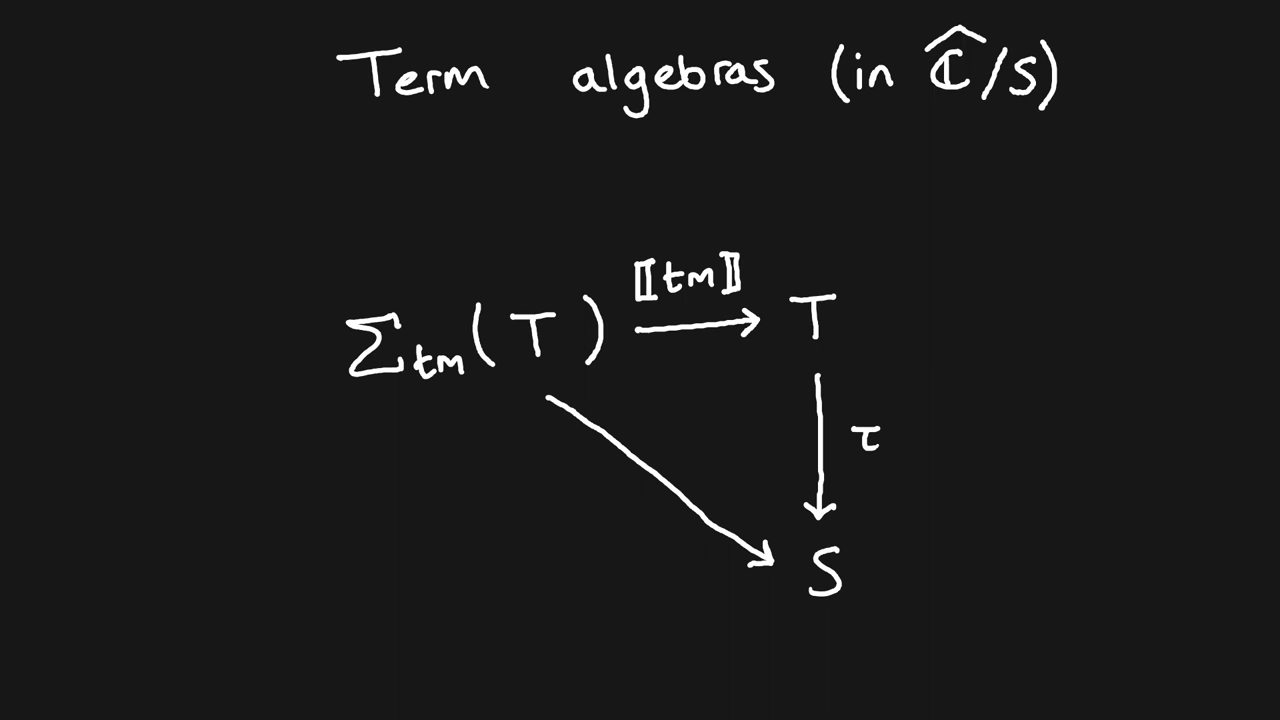 Term algebras (in ℂ̂/S)
⟦tm⟧
Σtm(T) → T
τ
S